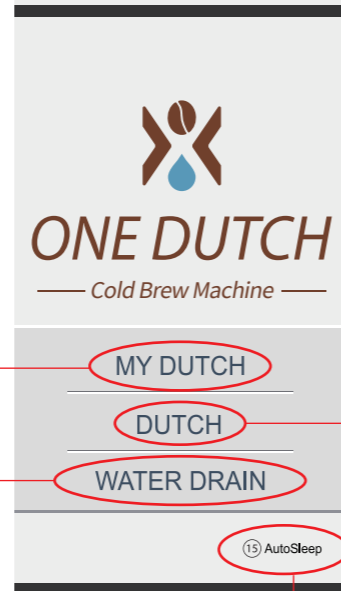 ONE DUTCH
Cold Brew Machine
MY DUTCH
DUTCH
WATER DRAIN
15 AutoSleep